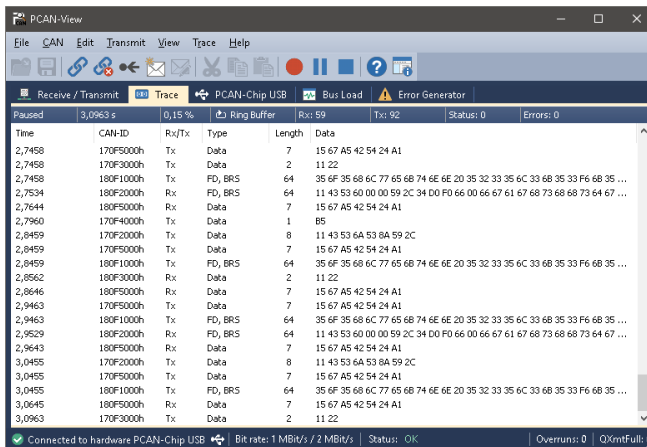 PCAN-View
File CAN Edit Transmit View Trace Help
Receive / Transmit Trace PCAN-Chip USB Bus Load Error Generator
Paused 3,0963 s 0,15 % Ring Buffer Rx: 59 Tx: 92 Status: 0 Errors: 0
Time CAN-ID Rx/Tx Type Length Data
2,7458 170F5000h Tx Data 7 15 67 A5 42 54 24 A1
2,7458 170F3000h Tx Data 2 11 22
2,7458 180F1000h Tx FD, BRS 64 35 6F 35 68 6C 77 65 6B 74 6E 6E 20 35 32 33 35 6C 33 6B 35 33 F6 6B 35 ...
2,7534 180F2000h Rx FD, BRS 64 11 43 53 60 00 00 59 2C 34 D0 F0 66 00 66 67 61 67 68 73 68 68 73 64 67 ...
2,7644 180F5000h Rx Data 7 15 67 A5 42 54 24 A1
2,7960 170F4000h Tx Data 1 B5
2,8459 170F2000h Tx Data 8 11 43 53 6A 53 8A 59 2C
2,8459 170F5000h Tx Data 7 15 67 A5 42 54 24 A1
2,8459 180F1000h Tx FD, BRS 64 35 6F 35 68 6C 77 65 6B 74 6E 6E 20 35 32 33 35 6C 33 6B 35 33 F6 6B 35 ...
2,8562 180F3000h Rx Data 2 11 22
2,8646 180F5000h Rx Data 7 15 67 A5 42 54 24 A1
2,9463 170F5000h Tx Data 7 15 67 A5 42 54 24 A1
2,9463 180F1000h Tx FD, BRS 64 35 6F 35 68 6C 77 65 6B 74 6E 6E 20 35 32 33 35 6C 33 6B 35 33 F6 6B 35 ...
2,9529 180F2000h Rx FD, BRS 64 11 43 53 60 00 00 59 2C 34 D0 F0 66 00 66 67 61 67 68 73 68 68 73 64 67 ...
2,9643 180F5000h Rx Data 7 15 67 A5 42 54 24 A1
3,0455 170F2000h Tx Data 8 11 43 53 6A 53 8A 59 2C
3,0455 170F5000h Tx Data 7 15 67 A5 42 54 24 A1
3,0455 180F1000h Tx FD, BRS 64 35 6F 35 68 6C 77 65 6B 74 6E 6E 20 35 32 33 35 6C 33 6B 35 33 F6 6B 35 ...
3,0645 180F5000h Rx Data 7 15 67 A5 42 54 24 A1
3,0963 170F3000h Tx Data 2 11 22
Connected to hardware PCAN-Chip USB Bit rate: 1 MBit/s / 2 MBit/s Status: OK Overruns: 0 QXmtFull: